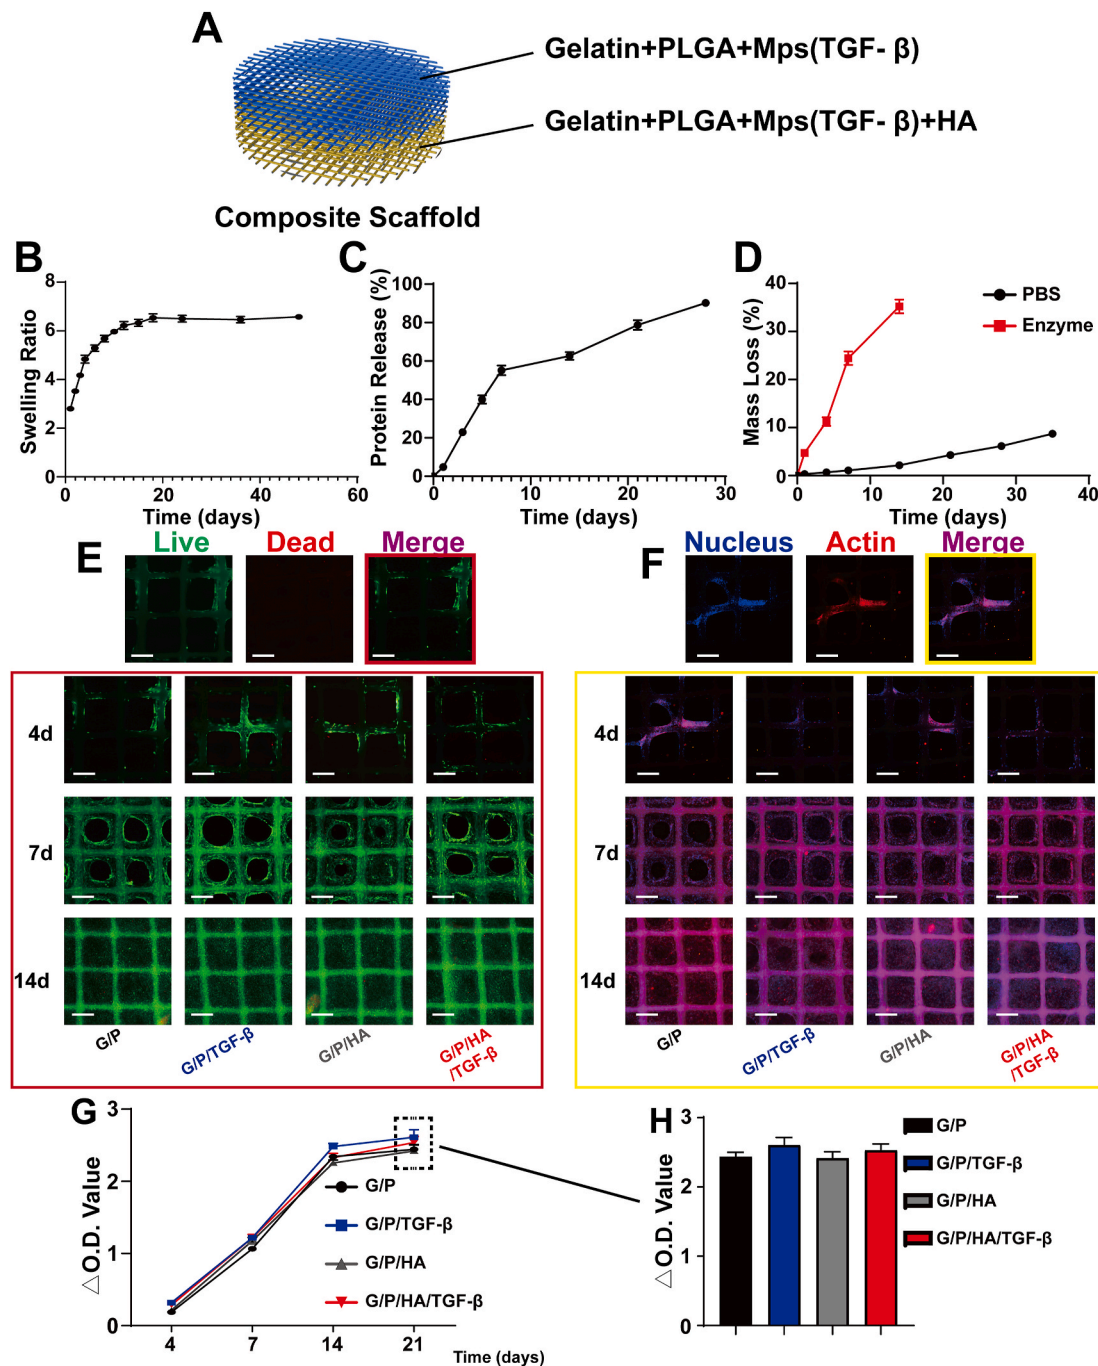 A
Gelatin+PLGA+Mps(TGF- β)
Gelatin+PLGA+Mps(TGF- β)+HA
Composite Scaffold
B
Swelling Ratio
8
6
4
2
0
0 20 40 60
Time (days)
C
Protein Release (%)
100
80
60
40
20
0
0 10 20 30
Time (days)
D
Mass Loss (%)
40
30
20
10
0
0 10 20 30 40
Time (days)
PBS
Enzyme
E
Live Dead Merge
4d
7d
14d
G/P
G/P/TGF-β
G/P/HA
G/P/HA
/TGF-β
F
Nucleus Actin Merge
4d
7d
14d
G/P
G/P/TGF-β
G/P/HA
G/P/HA
/TGF-β
G
△O.D. Value
3
2
1
0
4 7 14 21
Time (days)
G/P
G/P/TGF-β
G/P/HA
G/P/HA/TGF-β
H
△O.D. Value
3
2
1
0
G/P
G/P/TGF-β
G/P/HA
G/P/HA/TGF-β